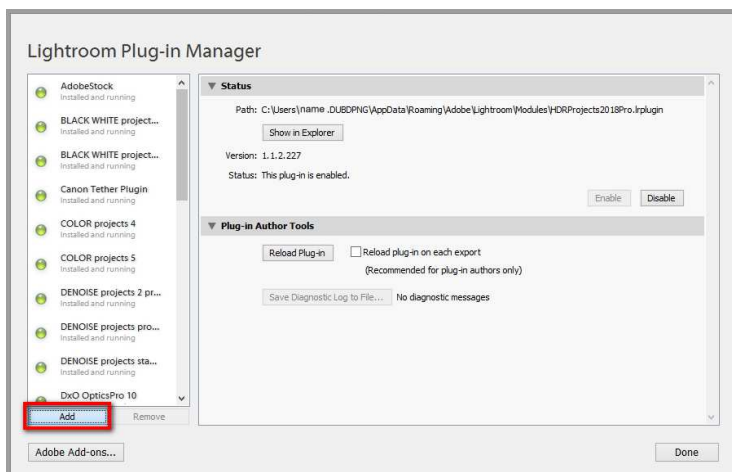 Lightroom Plug-in Manager
AdobeStock
Installed and running
BLACK WHITE project...
Installed and running
BLACK WHITE project...
Installed and running
Canon Tether Plugin
Installed and running
COLOR projects 4
Installed and running
COLOR projects 5
Installed and running
DENOISE projects 2 pr...
Installed and running
DENOISE projects pro...
Installed and running
DENOISE projects sta...
Installed and running
DxO OpticsPro 10
Add
Remove
Adobe Add-ons...
Status
Path: C:\Users\name .DUBDPNG\AppData\Roaming\Adobe\Lightroom\Modules\HDRProjects2018Pro.lrplugin
Show in Explorer
Version: 1.1.2.227
Status: This plug-in is enabled.
Enable
Disable
Plug-in Author Tools
Reload Plug-in
Reload plug-in on each export
(Recommended for plug-in authors only)
Save Diagnostic Log to File...
No diagnostic messages
Done